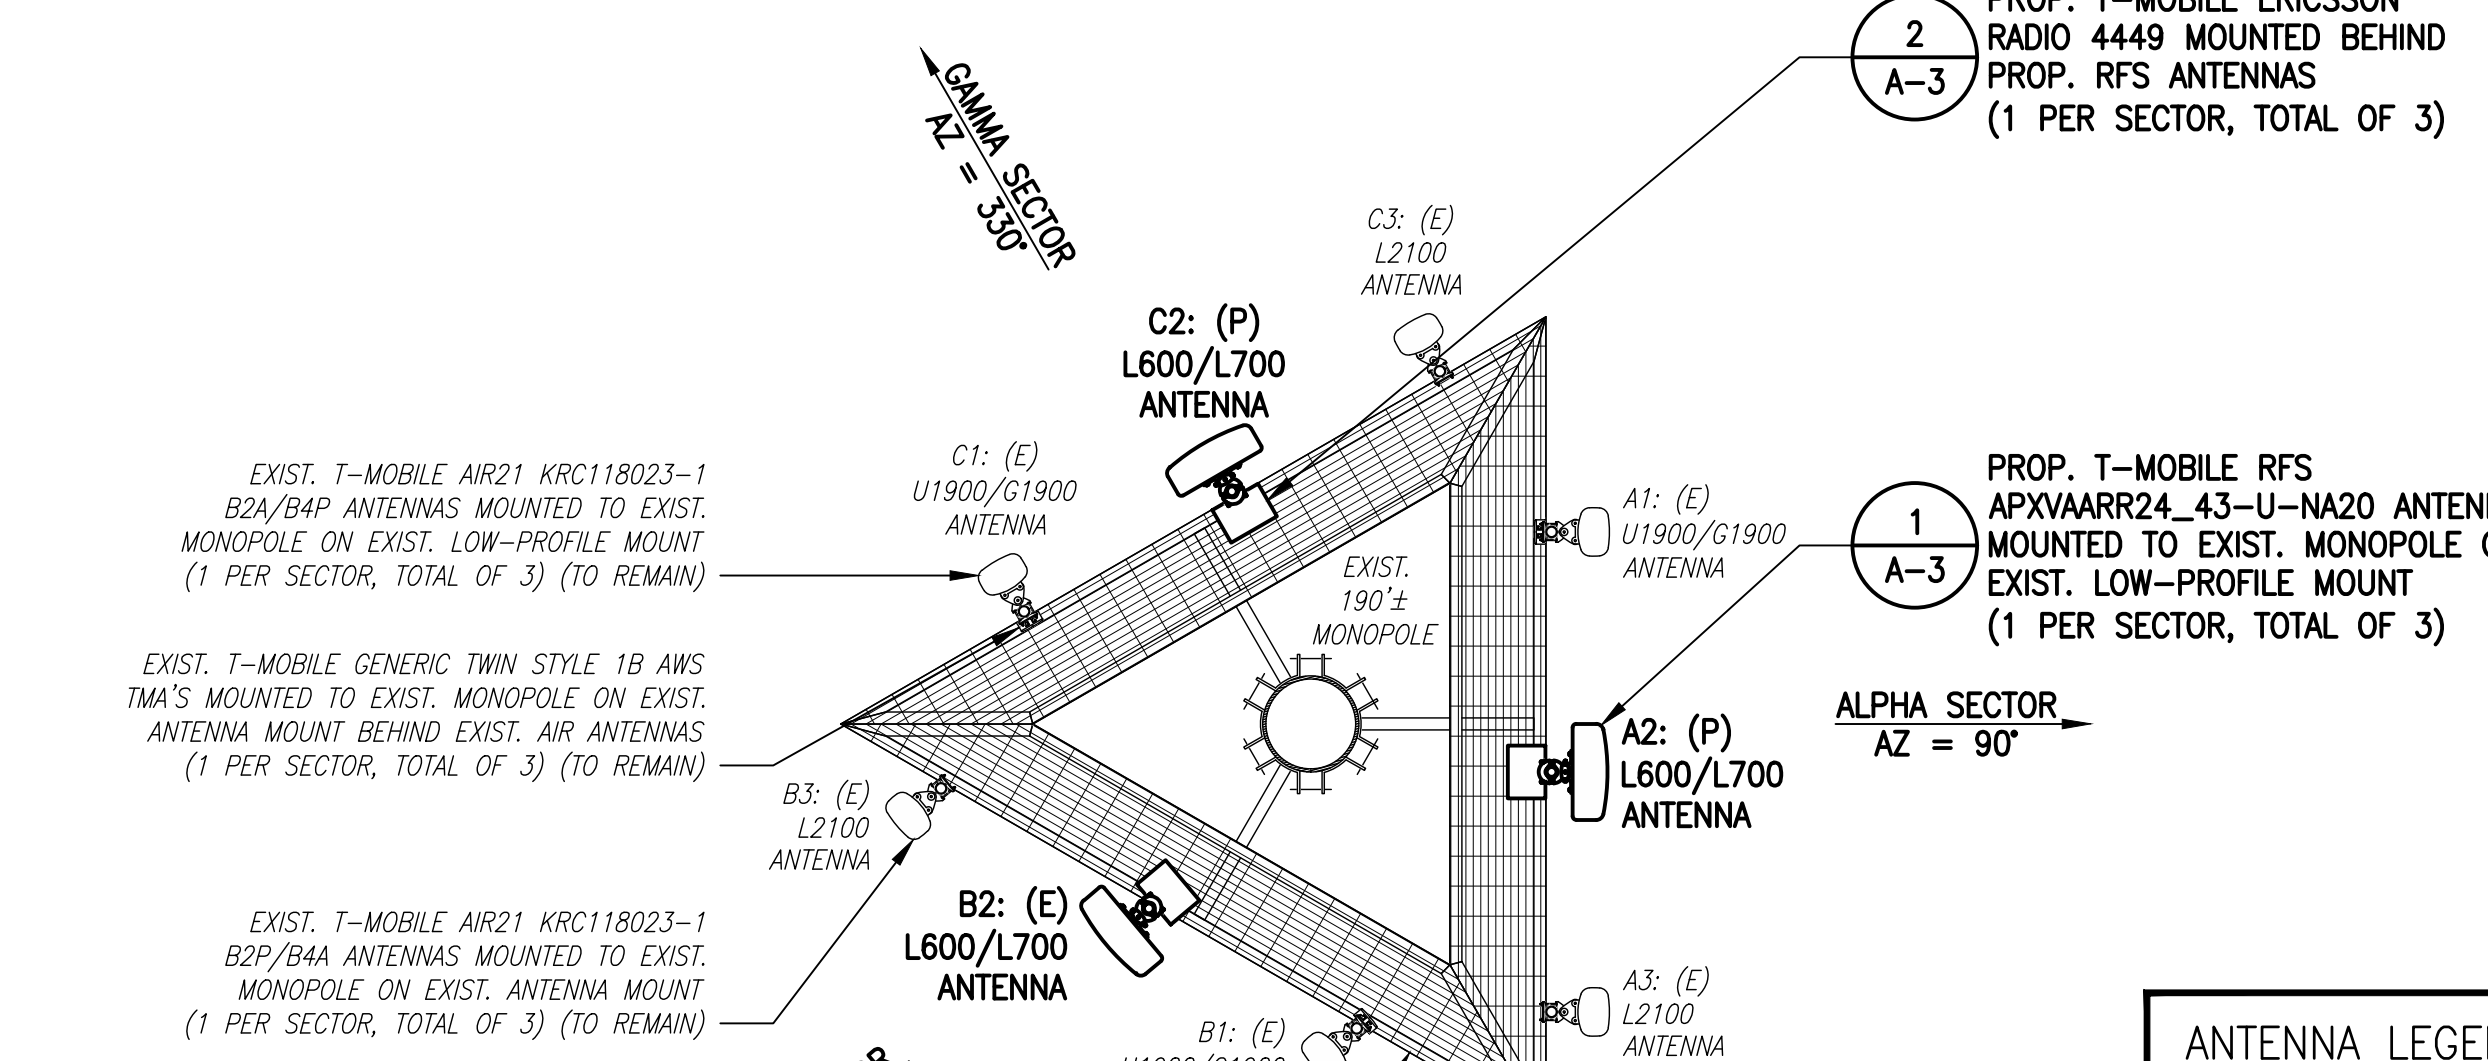 PROP. T-MOBILE ERICSSON
RADIO 4449 MOUNTED BEHIND
PROP. RFS ANTENNAS
(1 PER SECTOR, TOTAL OF 3)
2
A-3
GAMMA SECTOR
AZ = 330°
C3: (E)
L2100
ANTENNA
C2: (P)
L600/L700
ANTENNA
C1: (E)
U1900/G1900
ANTENNA
EXIST. T-MOBILE AIR21 KRC118023-1
B2A/B4P ANTENNAS MOUNTED TO EXIST.
MONOPOLE ON EXIST. LOW-PROFILE MOUNT
(1 PER SECTOR, TOTAL OF 3) (TO REMAIN)
EXIST.
190'±
MONOPOLE
A1: (E)
U1900/G1900
ANTENNA
1
A-3
PROP. T-MOBILE RFS
APXVAARR24_43-U-NA20
MOUNTED TO EXIST. MONOPOLE
EXIST. LOW-PROFILE MOUNT
(1 PER SECTOR, TOTAL OF 3)
EXIST. T-MOBILE GENERIC TWIN STYLE 1B AWS
TMA'S MOUNTED TO EXIST. MONOPOLE ON EXIST.
ANTENNA MOUNT BEHIND EXIST. AIR ANTENNAS
(1 PER SECTOR, TOTAL OF 3) (TO REMAIN)
ALPHA SECTOR
AZ = 90°
A2: (P)
L600/L700
ANTENNA
B3: (E)
L2100
ANTENNA
B2: (E)
L600/L700
ANTENNA
EXIST. T-MOBILE AIR21 KRC118023-1
B2P/B4A ANTENNAS MOUNTED TO EXIST.
MONOPOLE ON EXIST. ANTENNA MOUNT
(1 PER SECTOR, TOTAL OF 3) (TO REMAIN)
A3: (E)
L2100
ANTENNA
B1: (E)
ANTENNA